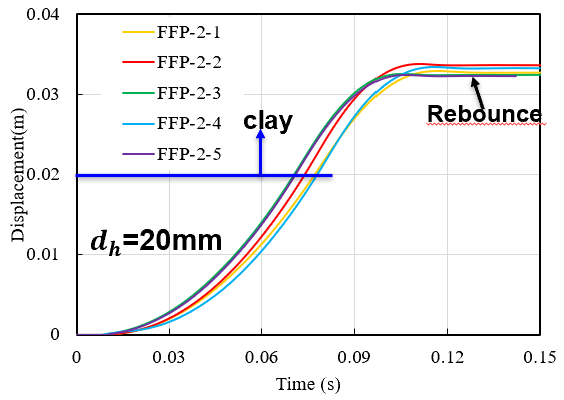 0.04
FFP-2-1
FFP-2-2
FFP-2-3
FFP-2-4
FFP-2-5
0.03
clay
Rebounce
Displacement(m)
0.02
d_h=20mm
0.01
0
0
0.03
0.06
0.09
0.12
0.15
Time (s)